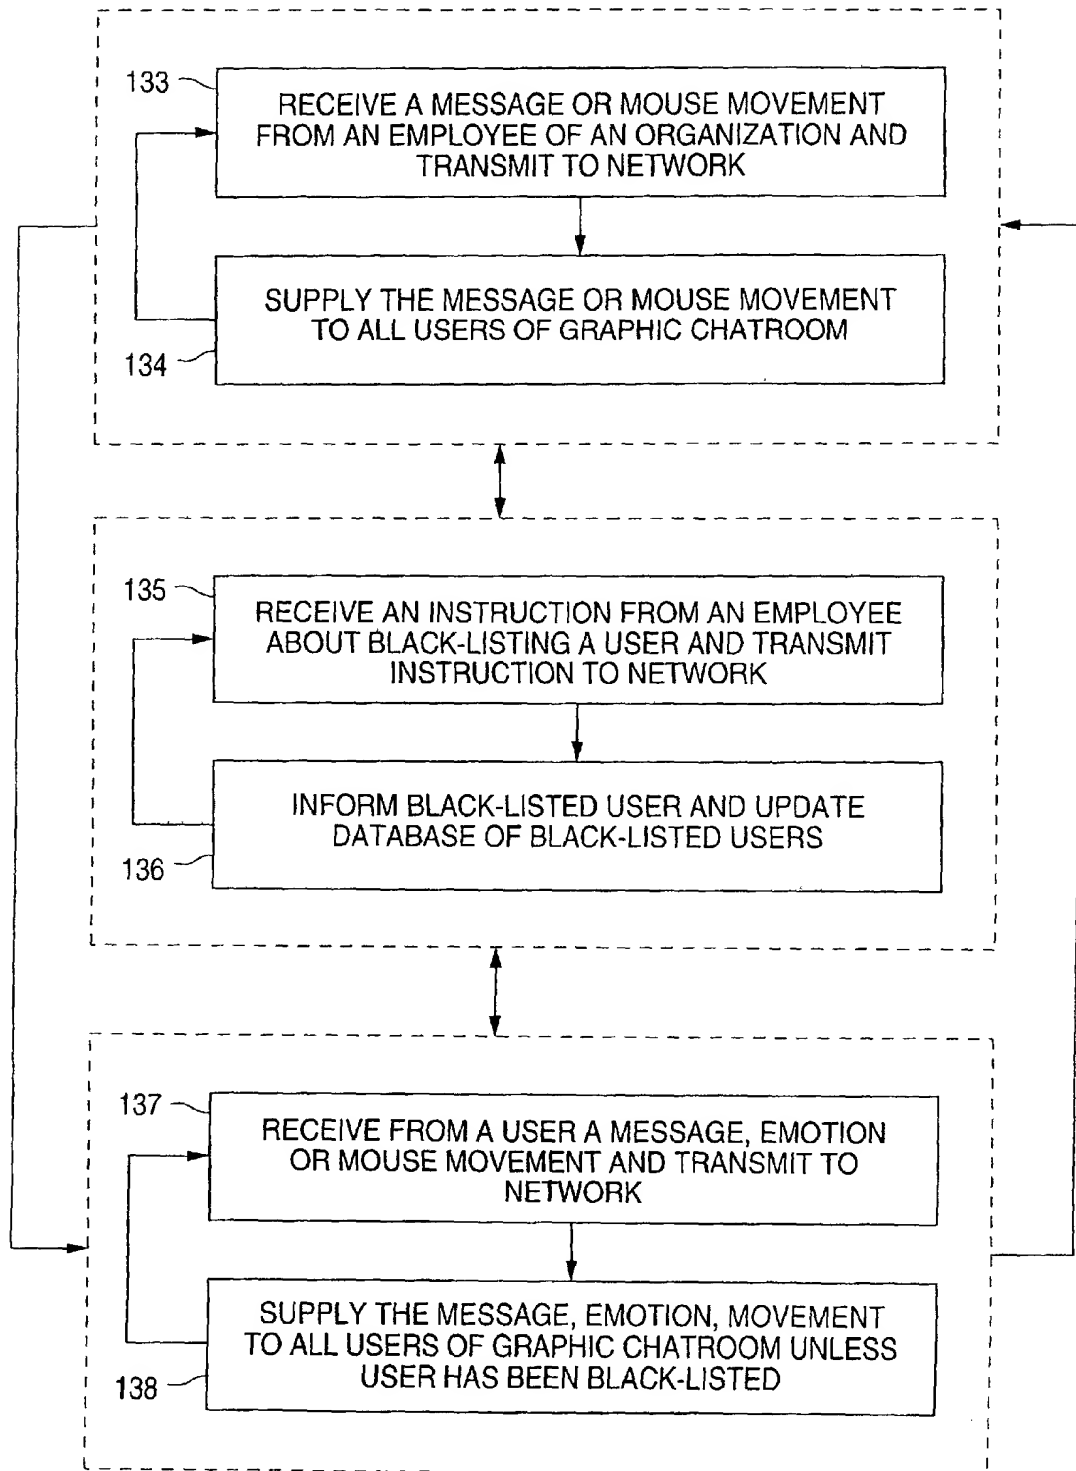 133
RECEIVE A MESSAGE OR MOUSE MOVEMENT
FROM AN EMPLOYEE OF AN ORGANIZATION AND
TRANSMIT TO NETWORK
SUPPLY THE MESSAGE OR MOUSE MOVEMENT
TO ALL USERS OF GRAPHIC CHATROOM
134
135
RECEIVE AN INSTRUCTION FROM AN EMPLOYEE
ABOUT BLACK-LISTING A USER AND TRANSMIT
INSTRUCTION TO NETWORK
INFORM BLACK-LISTED USER AND UPDATE
DATABASE OF BLACK-LISTED USERS
136
137
RECEIVE FROM A USER A MESSAGE, EMOTION
OR MOUSE MOVEMENT AND TRANSMIT TO
NETWORK
SUPPLY THE MESSAGE, EMOTION, MOVEMENT
TO ALL USERS OF GRAPHIC CHATROOM UNLESS
USER HAS BEEN BLACK-LISTED
138